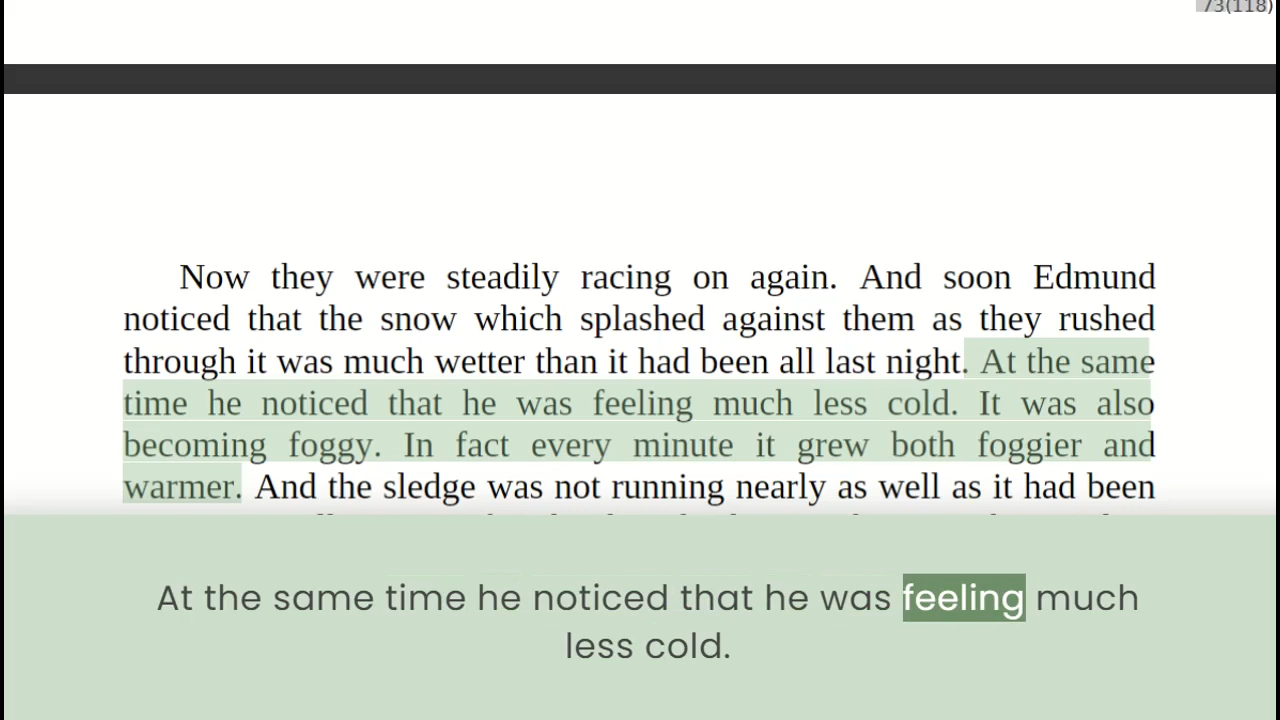 73(118)
Now they were steadily racing on again. And soon Edmund
noticed that the snow which splashed against them as they rushed
through it was much wetter than it had been all last night. At the same
time he noticed that he was feeling much less cold. It was also
becoming foggy. In fact every minute it grew both foggier and
warmer. And the sledge was not running nearly as well as it had been
At the same time he noticed that he was feeling much
less cold.